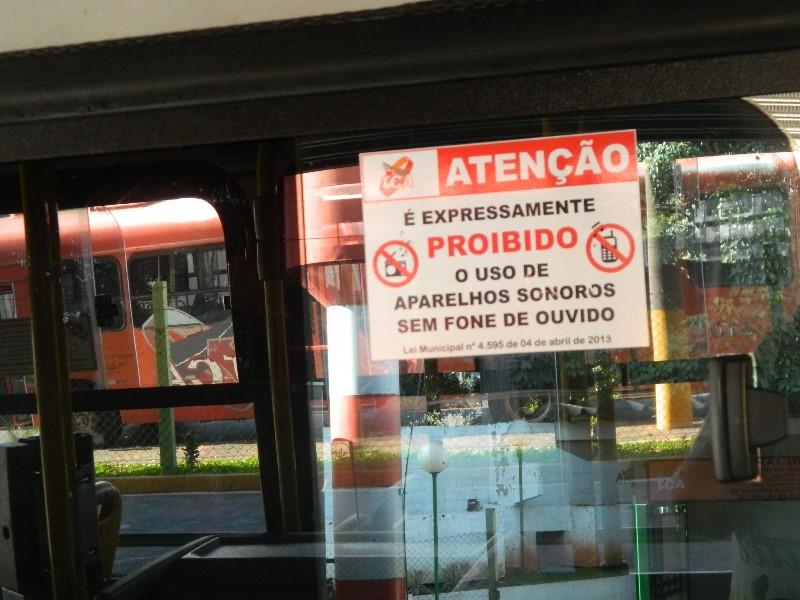 TCA
ATENÇÃO
É EXPRESSAMENTE
PROIBIDO
O USO DE
APARELHOS SONOROS
SEM FONE DE OUVIDO
Lei Municipal nº 4.595 de 04 de abril de 2013
TCA